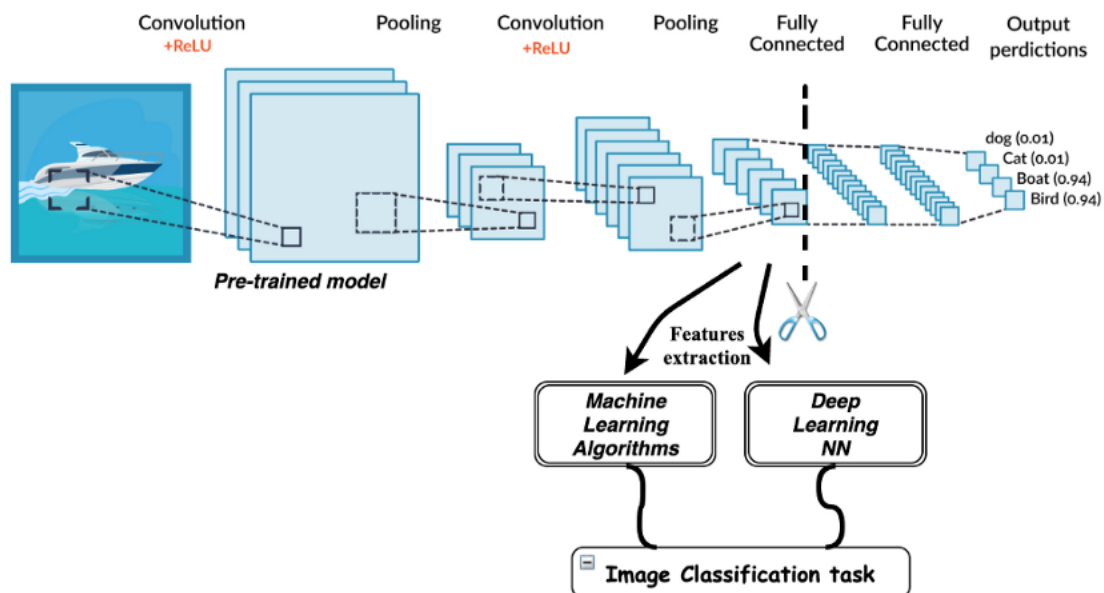 Convolution
+ReLU
Pooling
Convolution
+ReLU
Pooling
Fully
Connected
Fully
Connected
Output
perdictions
dog (0.01)
Cat (0.01)
Boat (0.94)
Bird (0.94)
Pre-trained model
Features
extraction
Machine
Learning
Algorithms
Deep
Learning
NN
Image Classification task